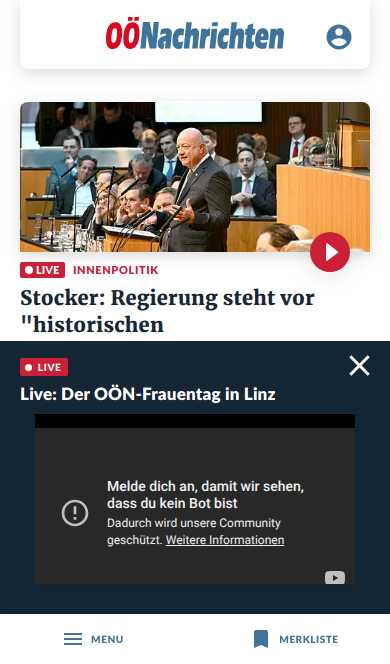 OÖNachrichten
LIVE INNENPOLITIK
Stocker: Regierung steht vor
"historischen
LIVE
Live: Der OÖN-Frauentag in Linz
Melde dich an, damit wir sehen,
dass du kein Bot bist
Dadurch wird unsere Community
geschützt. Weitere Informationen
MENU MERKLISTE